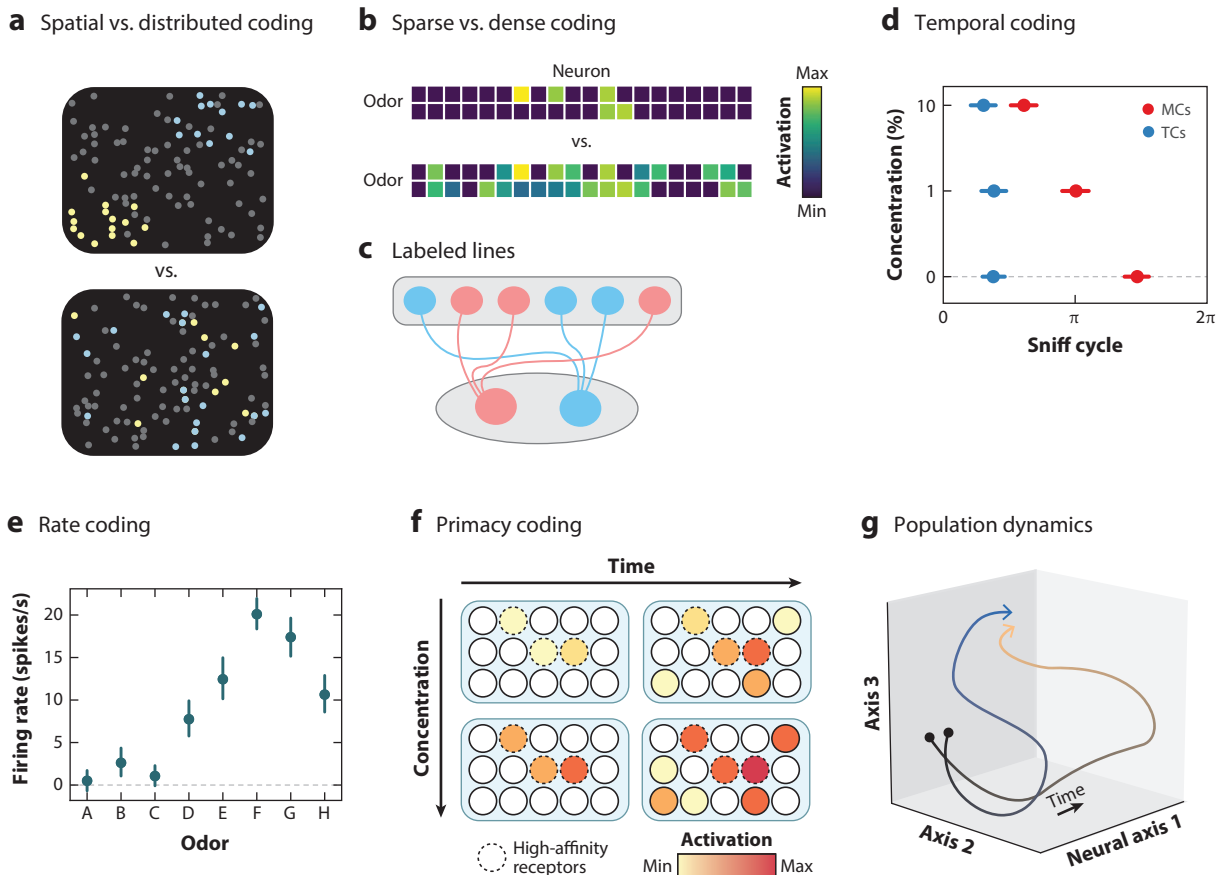 a Spatial vs. distributed coding
vs.
b Sparse vs. dense coding
Neuron
Odor
vs.
Odor
Max
Activation
Min
c Labeled lines
d Temporal coding
Concentration (%)
10
1
0
MCs
TCs
0 π 2π
Sniff cycle
e Rate coding
Firing rate (spikes/s)
20
15
10
5
0
A B C D E F G H
Odor
f Primacy coding
Time
Concentration
High-affinity
receptors
Activation
Min Max
g Population dynamics
Axis 3
Axis 2
Neural axis 1
Time